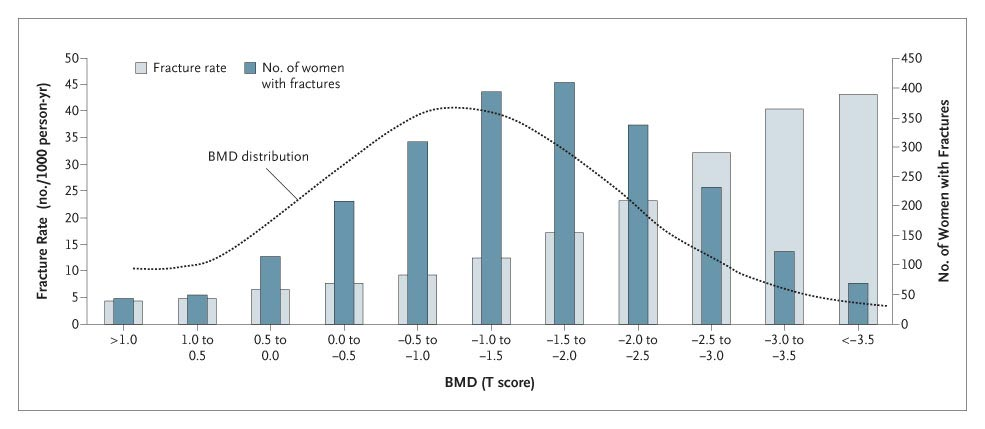 Fracture Rate (no./1000 person-yr)
50
45
40
35
30
25
20
15
10
5
0
Fracture rate
No. of women
with fractures
BMD distribution
450
400
350
300
250
200
150
100
50
0
No. of Women with Fractures
>1.0
1.0 to
0.5
0.5 to
0.0
0.0 to
–0.5
–0.5 to
–1.0
–1.0 to
–1.5
–1.5 to
–2.0
–2.0 to
–2.5
–2.5 to
–3.0
–3.0 to
–3.5
<–3.5
BMD (T score)